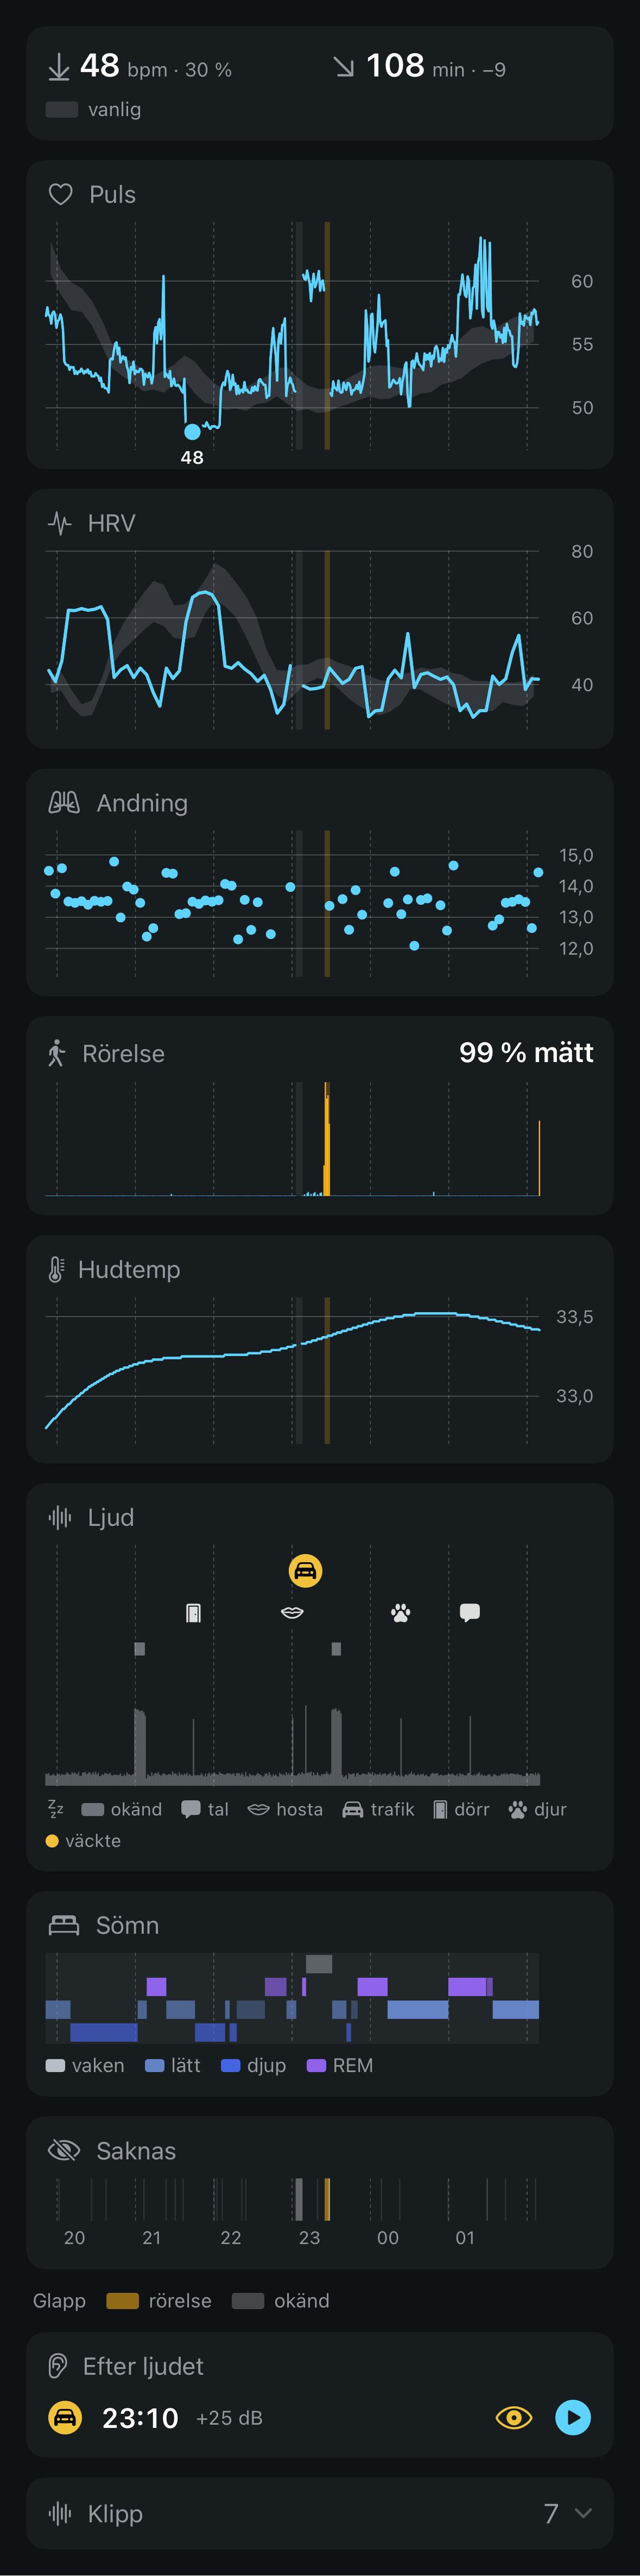 48 bpm · 30 %
108 min · −9
vanlig
Puls
60
55
50
48
HRV
80
60
40
Andning
15,0
14,0
13,0
12,0
Rörelse
99 % mätt
Hudtemp
33,5
33,0
Ljud
okänd tal hosta trafik dörr djur
väckte
Sömn
vaken lätt djup REM
Saknas
20 21 22 23 00 01
Glapp rörelse okänd
Efter ljudet
23:10 +25 dB
Klipp 7